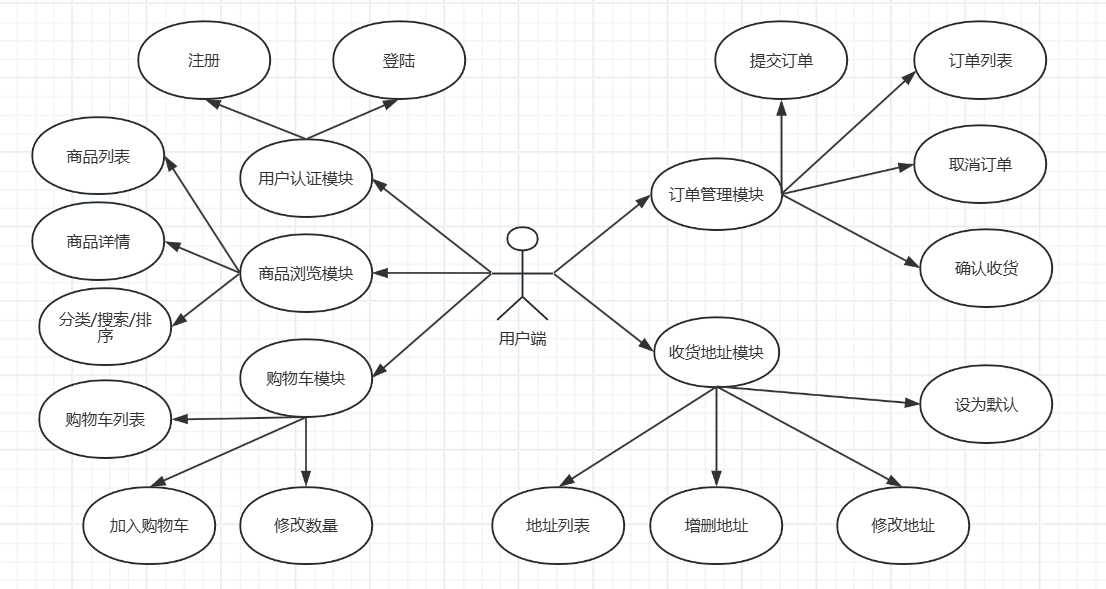 注册
登陆
提交订单
订单列表
商品列表
用户认证模块
订单管理模块
取消订单
商品详情
商品浏览模块
确认收货
分类/搜索/排
序
用户端
收货地址模块
购物车模块
购物车列表
设为默认
加入购物车
修改数量
地址列表
增删地址
修改地址